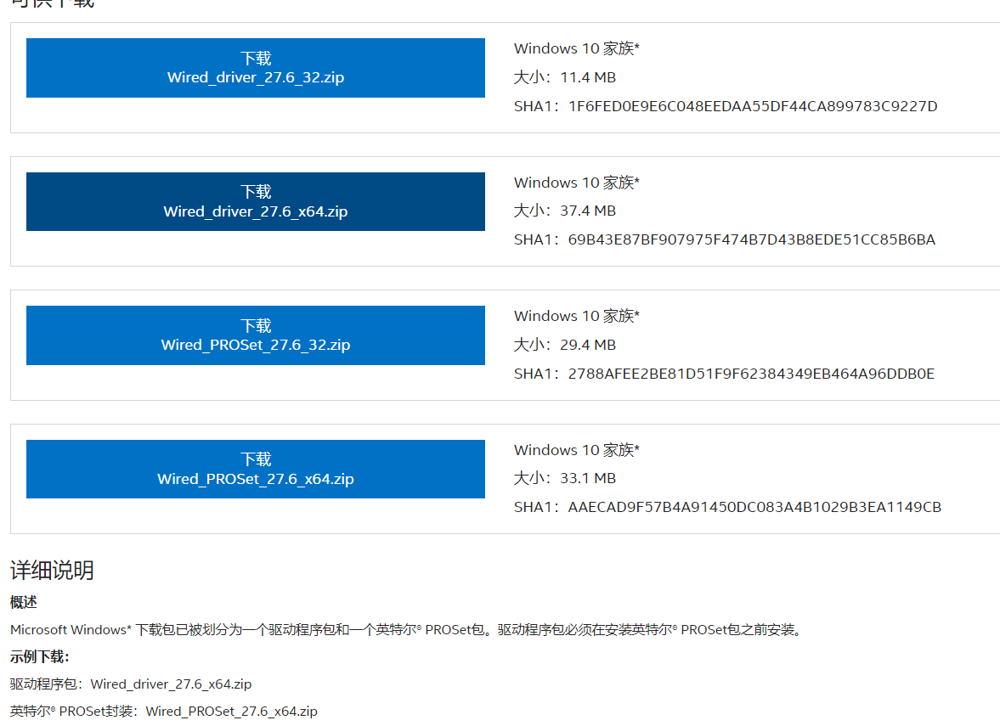 可供下载
下载
Wired_driver_27.6_32.zip
Windows 10 家族*
大小：11.4 MB
SHA1：1F6FED0E9E6C048EEDAA55DF44CA899783C9227D
下载
Wired_driver_27.6_x64.zip
Windows 10 家族*
大小：37.4 MB
SHA1：69B43E87BF907975F474B7D43B8EDE51CC85B6BA
下载
Wired_PROSet_27.6_32.zip
Windows 10 家族*
大小：29.4 MB
SHA1：2788AFEE2BE81D51F9F62384349EB464A96DDB0E
下载
Wired_PROSet_27.6_x64.zip
Windows 10 家族*
大小：33.1 MB
SHA1：AAECAD9F57B4A91450DC083A4B1029B3EA1149CB
详细说明
概述
Microsoft Windows* 下载包已被划分为一个驱动程序包和一个英特尔® PROSet包。驱动程序包必须在安装英特尔® PROSet包之前安装。
示例下载：
驱动程序包：Wired_driver_27.6_x64.zip
英特尔® PROSet封装：Wired_PROSet_27.6_x64.zip